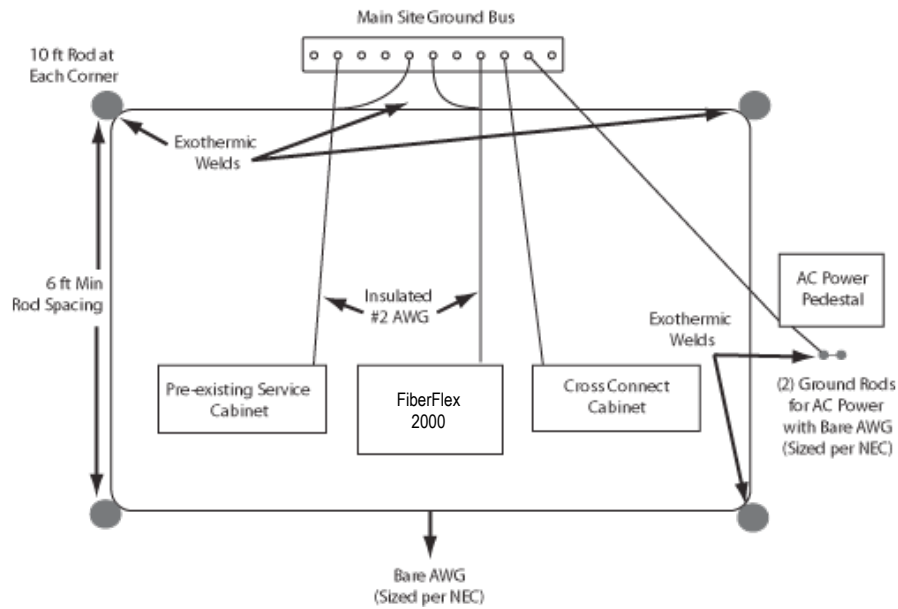 Main Site Ground Bus
10 ft Rod at
Each Corner
Exothermic
Welds
6 ft Min
Rod Spacing
Insulated
#2 AWG
AC Power
Pedestal
Exothermic
Welds
Pre-existing Service
Cabinet
FiberFlex
2000
Cross Connect
Cabinet
(2) Ground Rods
for AC Power
with Bare AWG
(Sized per NEC)
Bare AWG
(Sized per NEC)